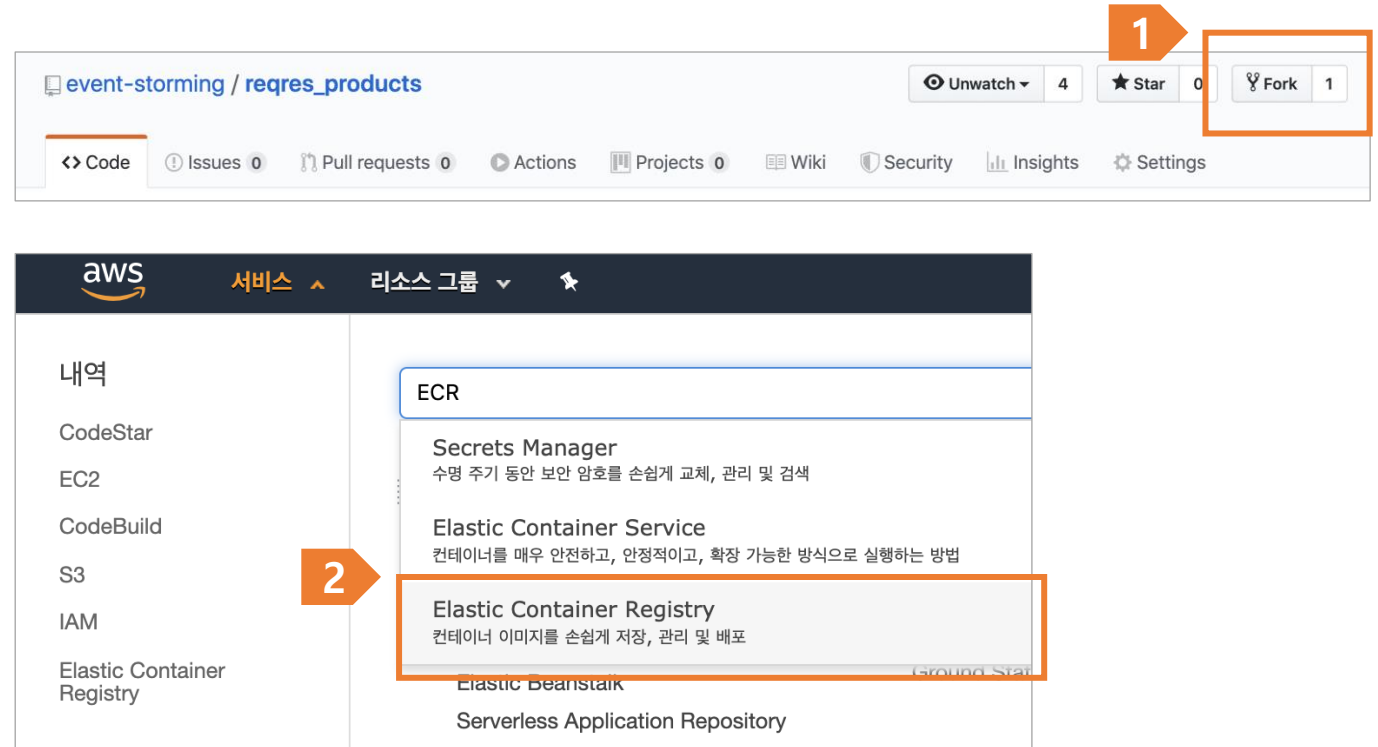 1
event-storming / reqres_products
Unwatch 4 Star 0 Fork 1
Code Issues 0 Pull requests 0 Actions Projects 0 Wiki Security Insights Settings
aws 서비스 리소스 그룹
내역
CodeStar
EC2
CodeBuild
S3
IAM
Elastic Container
Registry
ECR
Secrets Manager
수명 주기 동안 보안 암호를 손쉽게 교체, 관리 및 검색
Elastic Container Service
컨테이너를 매우 안전하고, 안정적이고, 확장 가능한 방식으로 실행하는 방법
2
Elastic Container Registry
컨테이너 이미지를 손쉽게 저장, 관리 및 배포
Ground Stat
Elastic Beanstalk
Serverless Application Repository